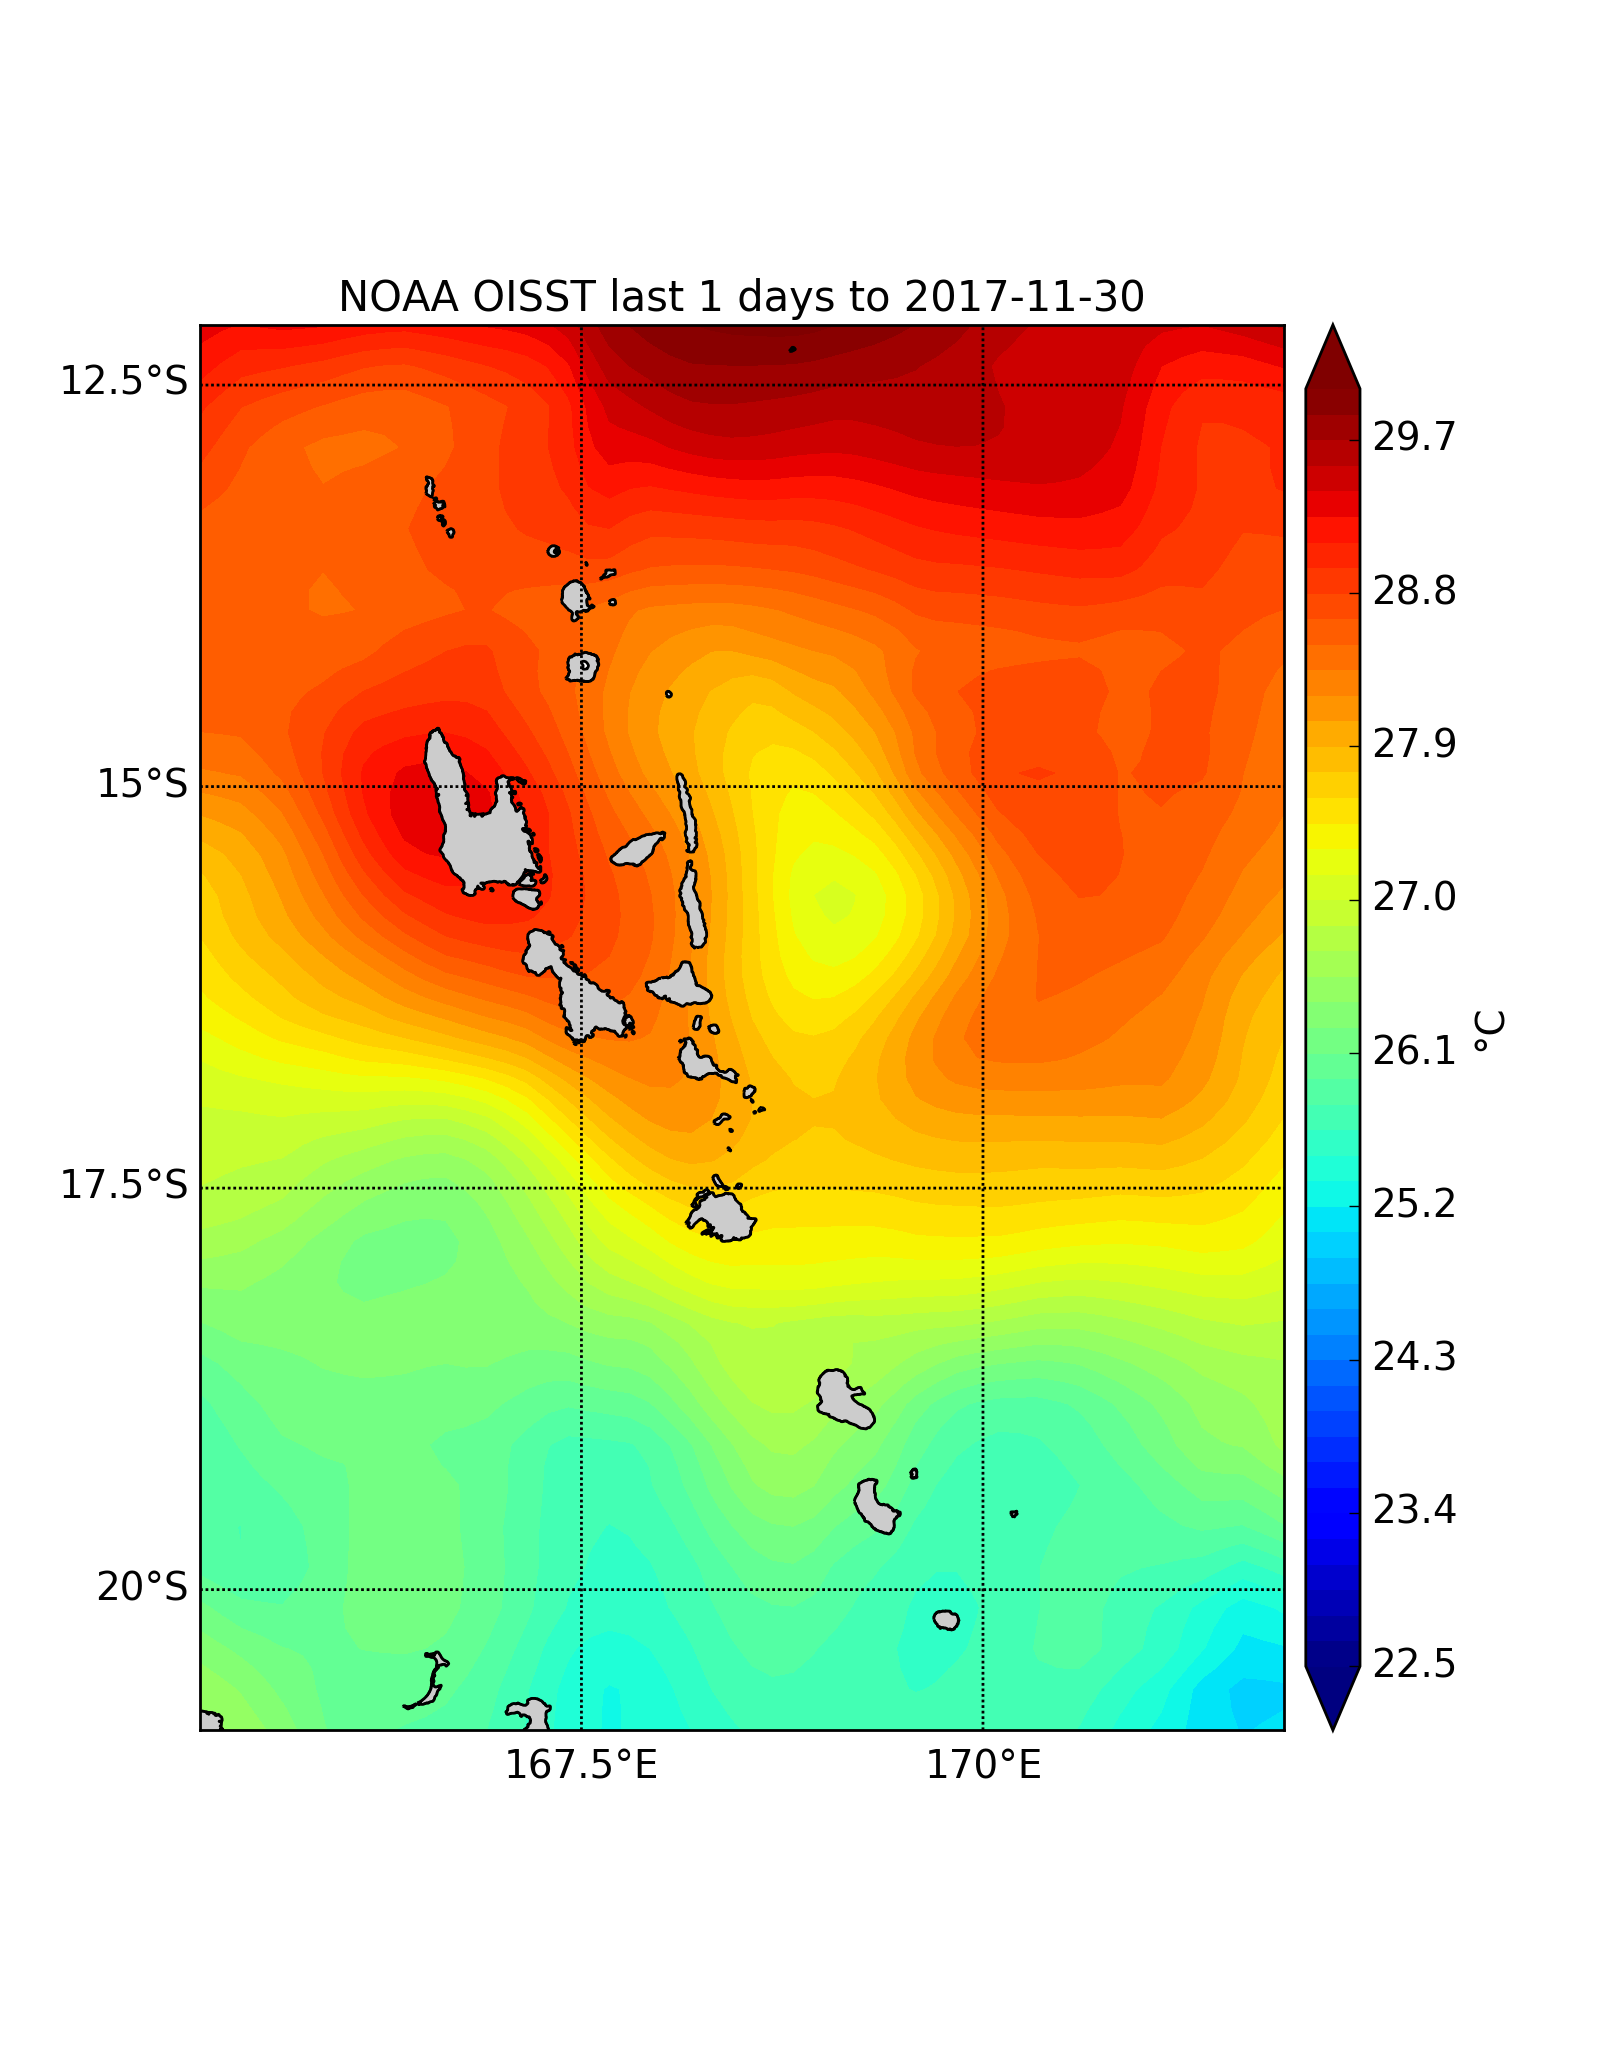 NOAA OISST last 1 days to 2017-11-30
12.5°S
15°S
17.5°S
20°S
167.5°E
170°E
29.7
28.8
27.9
27.0
26.1
25.2
24.3
23.4
22.5
°C